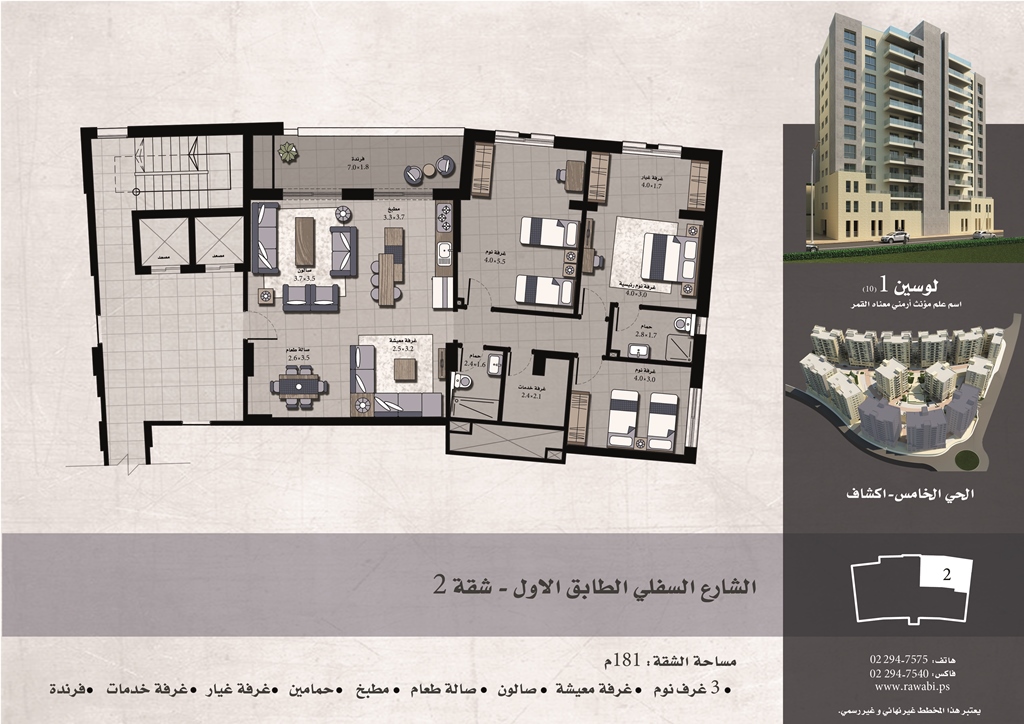 فرندة
7.0×1.8
غرفة غيار
4.0×1.7
مطبخ
3.3×3.7
غرفة نوم
4.0×5.5
صالون
3.7×3.5
غرفة نوم رئيسية
4.0×3.0
مصعد
مصعد
حمام
2.8×1.7
غرفة معيشة
2.5×3.2
صالة طعام
2.6×3.5
حمام
2.4×1.6
غرفة نوم
4.0×3.0
غرفة خدمات
2.4×2.1
لوسين 1 (10)
اسم علم مؤنث أرمني معناه القمر
الحي الخامس-اكشاف
2
الشارع السفلي الطابق الاول - شقة 2
مساحة الشقة: 181م
• 3 غرف نوم • غرفة معيشة • صالون • صالة طعام • مطبخ • حمامين • غرفة غيار • غرفة خدمات • فرندة
هاتف: 02 294-7575
فاكس: 02 294-7540
www.rawabi.ps
يعتبر هذا المخطط غير نهائي و غير رسمي.